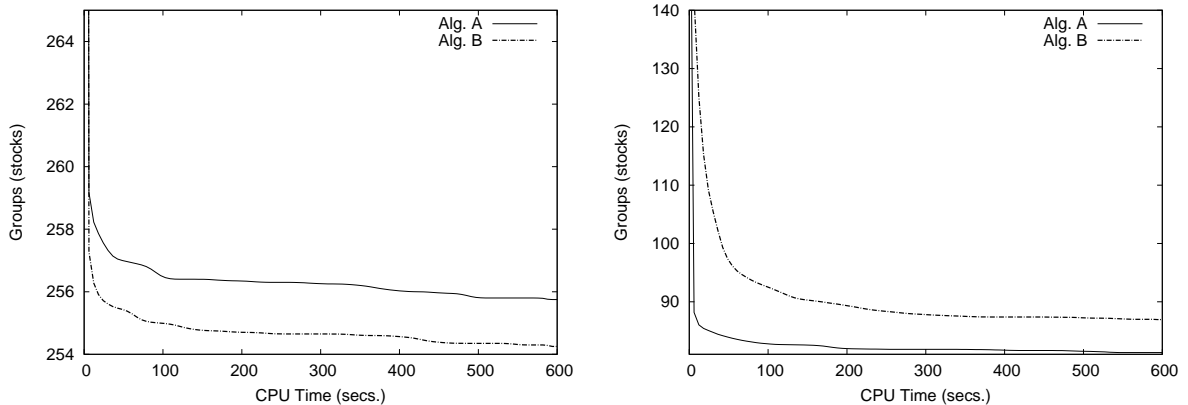 Groups (stocks)
264
262
260
258
256
254
Alg. A
Alg. B
0 100 200 300 400 500 600
CPU Time (secs.)
Groups (stocks)
140
130
120
110
100
90
Alg. A
Alg. B
0 100 200 300 400 500 600
CPU Time (secs.)